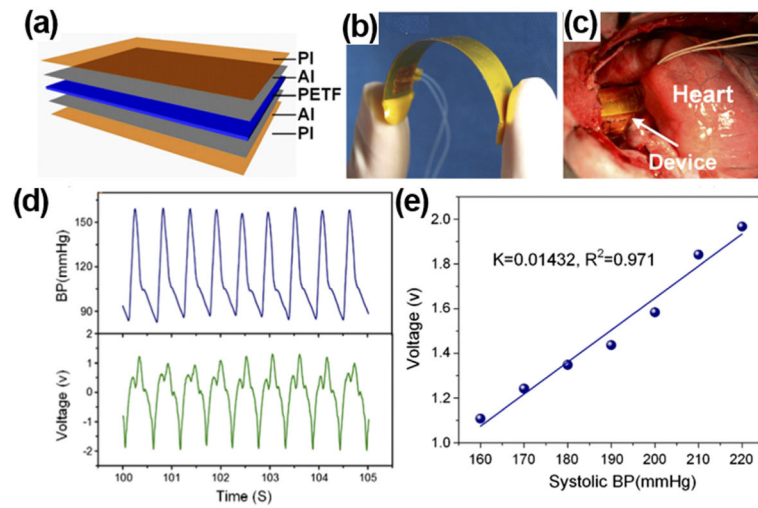 (a)
PI
Al
PETF
Al
PI
(b)
(c)
Heart
Device
(d)
BP(mmHg)
150
120
90
2
Voltage (v)
1
0
-1
-2
100 101 102 103 104 105
Time (S)
(e)
K=0.01432, R²=0.971
Voltage (v)
2.0
1.8
1.6
1.4
1.2
1.0
160 170 180 190 200 210 220
Systolic BP(mmHg)